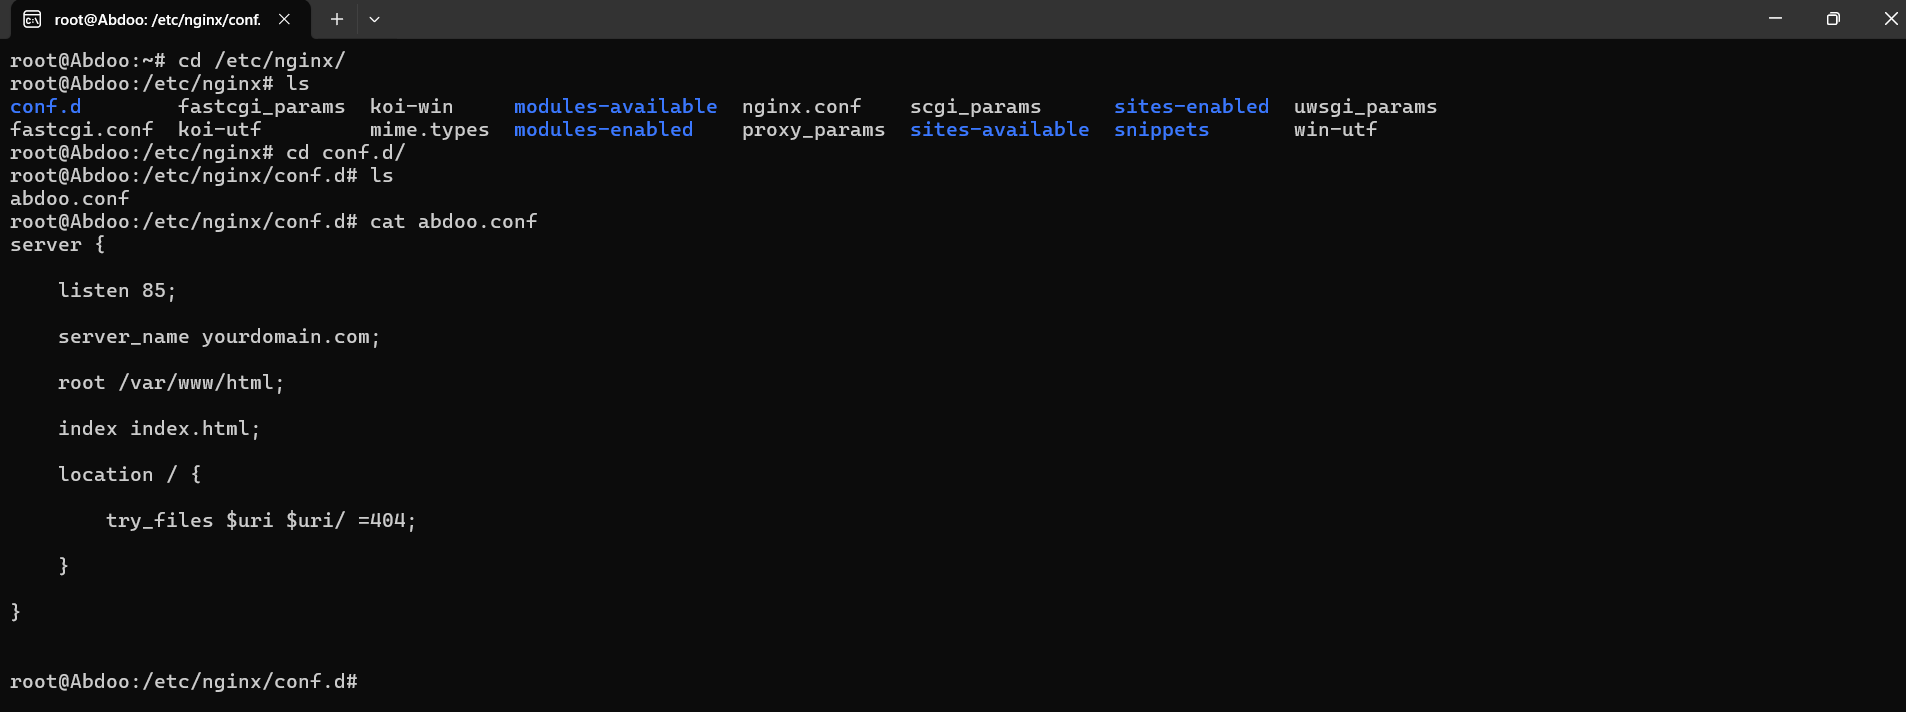 root@Abdoo: /etc/nginx/conf.
root@Abdoo:~# cd /etc/nginx/
root@Abdoo:/etc/nginx# ls
conf.d        fastcgi_params  koi-win     modules-available  nginx.conf    scgi_params      sites-enabled  uwsgi_params
fastcgi.conf  koi-utf         mime.types  modules-enabled    proxy_params  sites-available  snippets       win-utf
root@Abdoo:/etc/nginx# cd conf.d/
root@Abdoo:/etc/nginx/conf.d# ls
abdoo.conf
root@Abdoo:/etc/nginx/conf.d# cat abdoo.conf
server {
    listen 85;
    server_name yourdomain.com;
    root /var/www/html;
    index index.html;
    location / {
        try_files $uri $uri/ =404;
    }
}
root@Abdoo:/etc/nginx/conf.d#